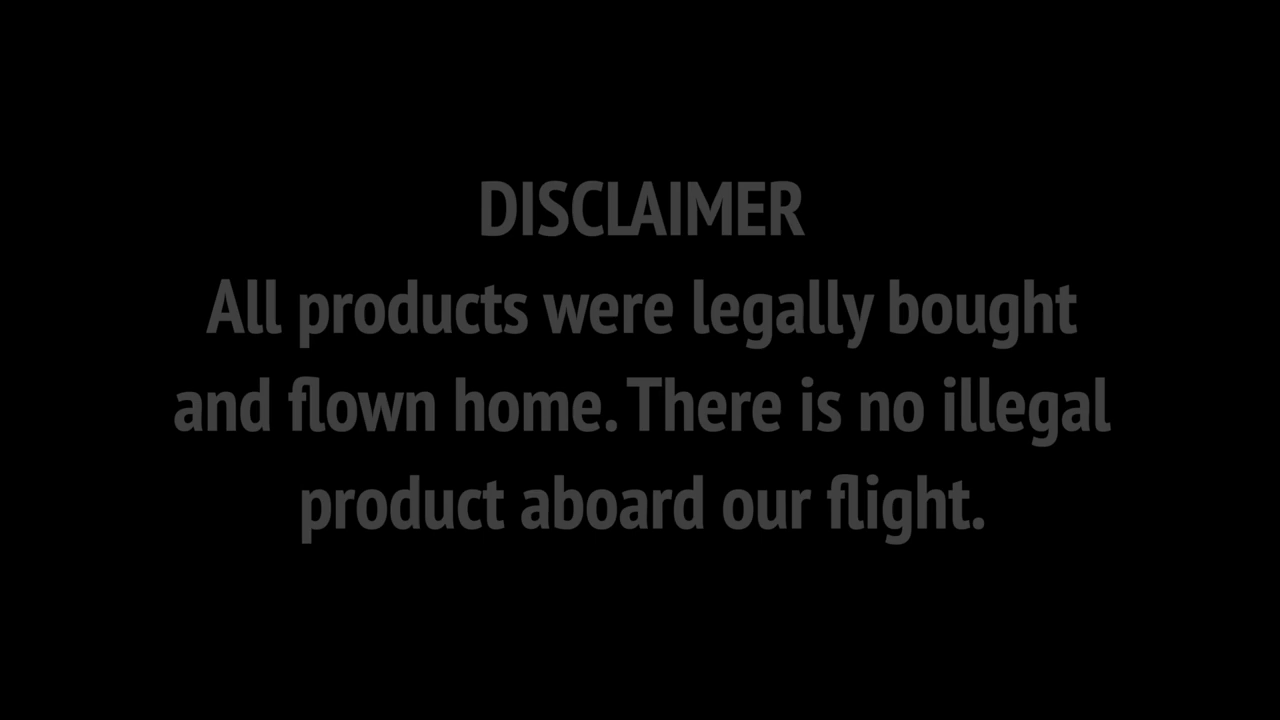 DISCLAIMER
All products were legally bought
and flown home. There is no illegal
product aboard our flight.